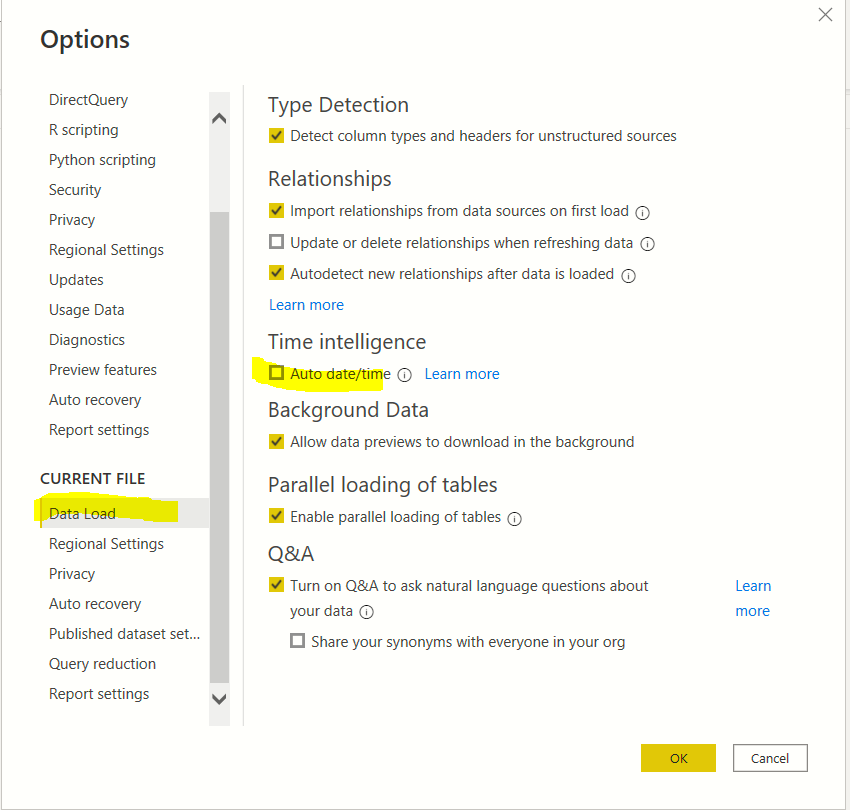 Options
DirectQuery
R scripting
Python scripting
Security
Privacy
Regional Settings
Updates
Usage Data
Diagnostics
Preview features
Auto recovery
Report settings
CURRENT FILE
Data Load
Regional Settings
Privacy
Auto recovery
Published dataset set...
Query reduction
Report settings
Type Detection
Detect column types and headers for unstructured sources
Relationships
Import relationships from data sources on first load
Update or delete relationships when refreshing data
Autodetect new relationships after data is loaded
Learn more
Time intelligence
Auto date/time Learn more
Background Data
Allow data previews to download in the background
Parallel loading of tables
Enable parallel loading of tables
Q&A
Turn on Q&A to ask natural language questions about
your data
Learn
more
Share your synonyms with everyone in your org
OK
Cancel